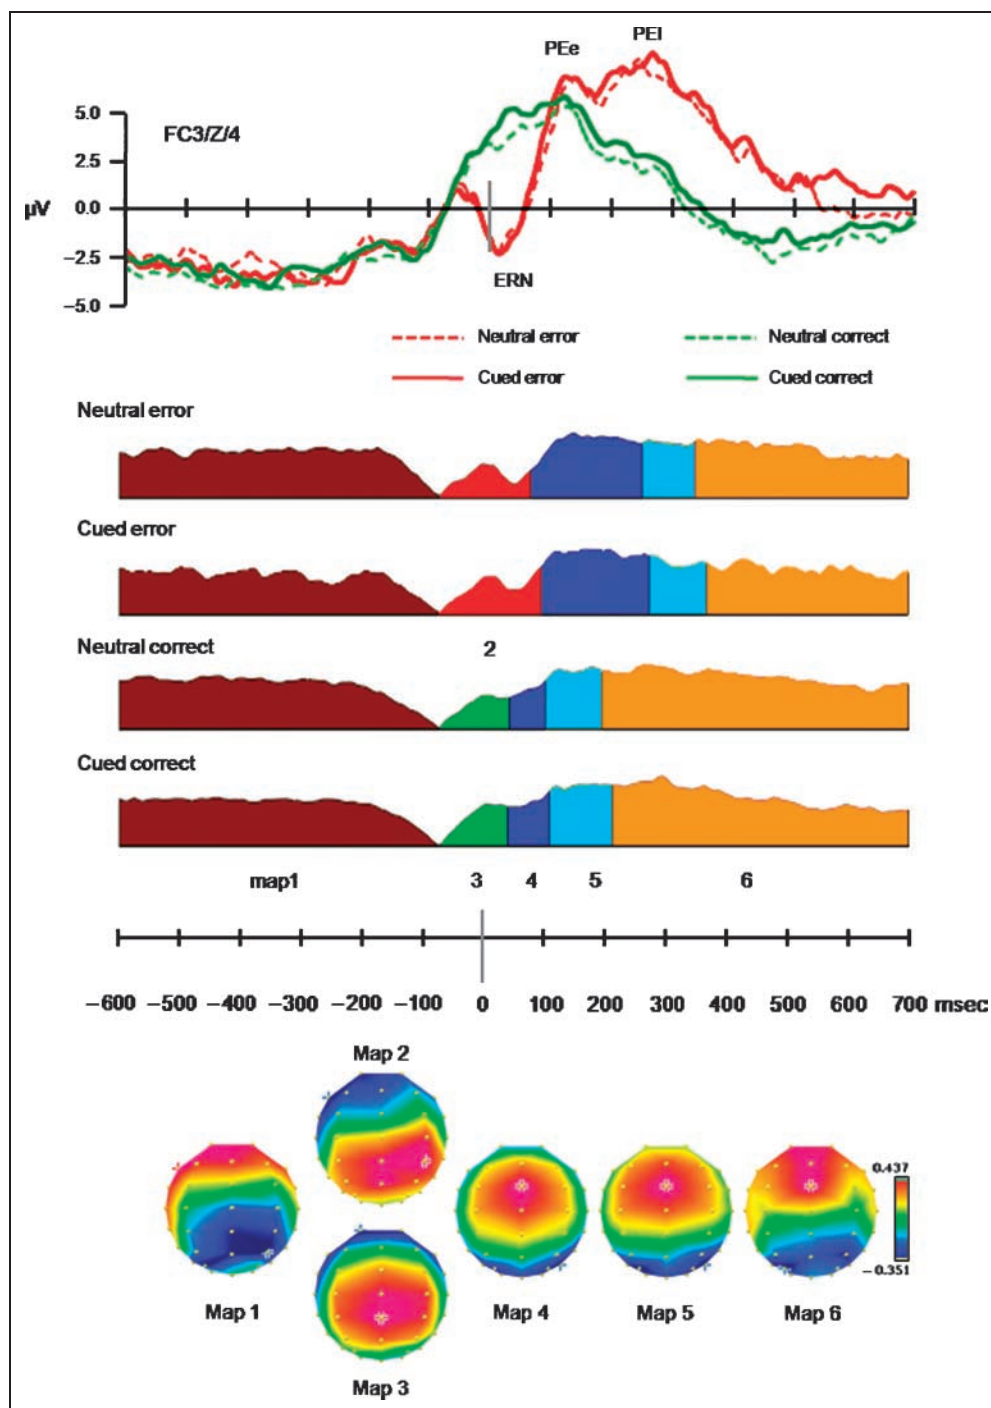 PEe
PEl
5.0
FC3/Z/4
2.5
µV
0.0
−2.5
ERN
−5.0
Neutral error
Neutral correct
Cued error
Cued correct
Neutral error
Cued error
2
Neutral correct
Cued correct
map1
3
4
5
6
−600 −500 −400 −300 −200 −100 0 100 200 300 400 500 600 700 msec
Map 2
0.437
−0.351
Map 1
Map 4
Map 5
Map 6
Map 3